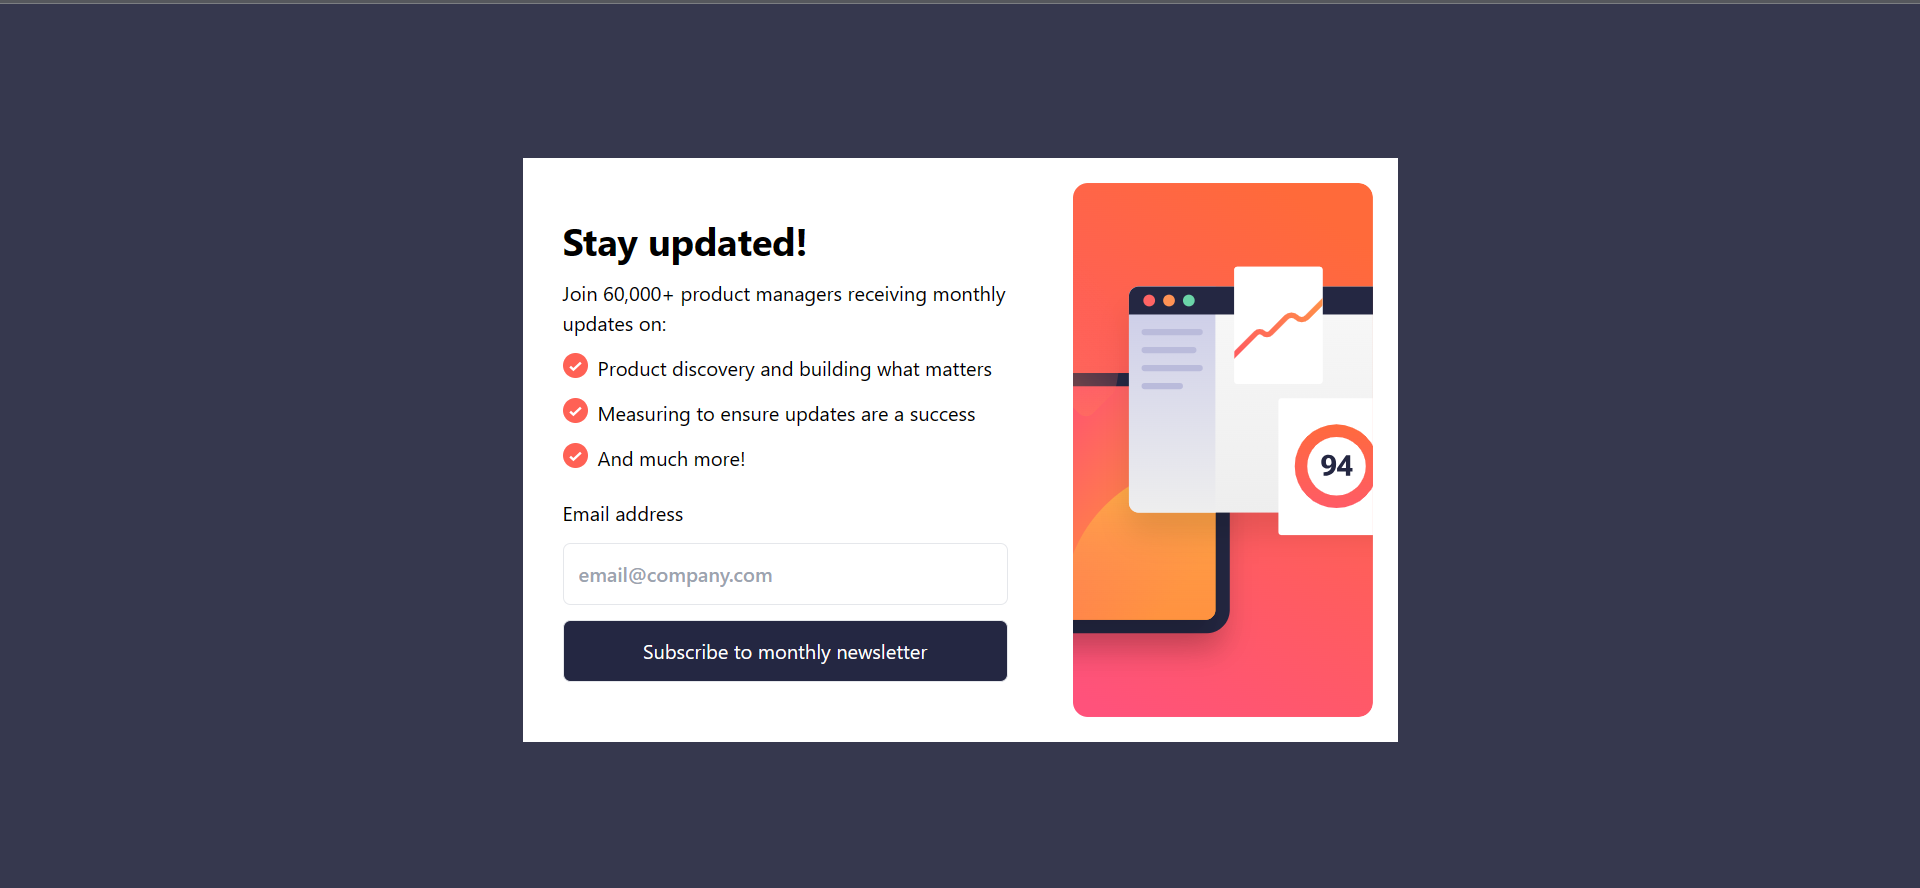 Stay updated!
Join 60,000+ product managers receiving monthly
updates on:
Product discovery and building what matters
Measuring to ensure updates are a success
And much more!
Email address
email@company.com
Subscribe to monthly newsletter
94